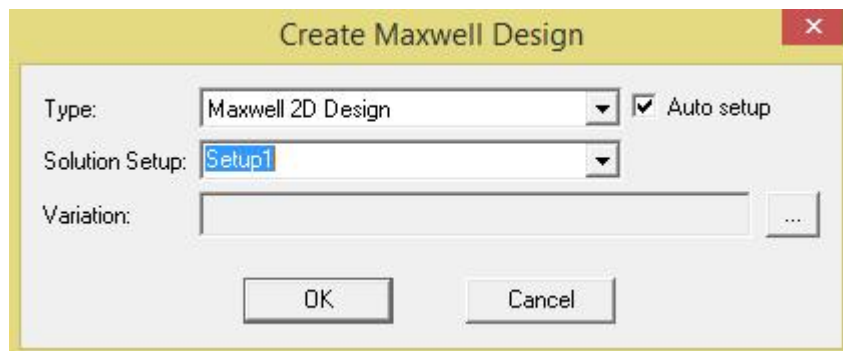 Create Maxwell Design
Type: Maxwell 2D Design Auto setup
Solution Setup: Setup1
Variation: ...
OK Cancel